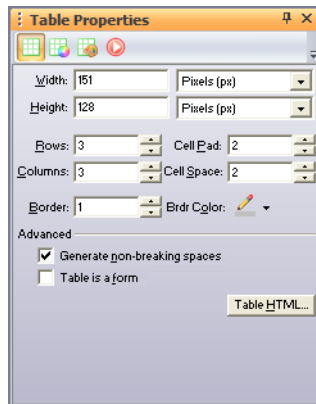 Table Properties
Width: 151 Pixels (px)
Height: 128 Pixels (px)
Rows: 3 Cell Pad: 2
Columns: 3 Cell Space: 2
Border: 1 Brdr Color:
Advanced
Generate non-breaking spaces
Table is a form
Table HTML...